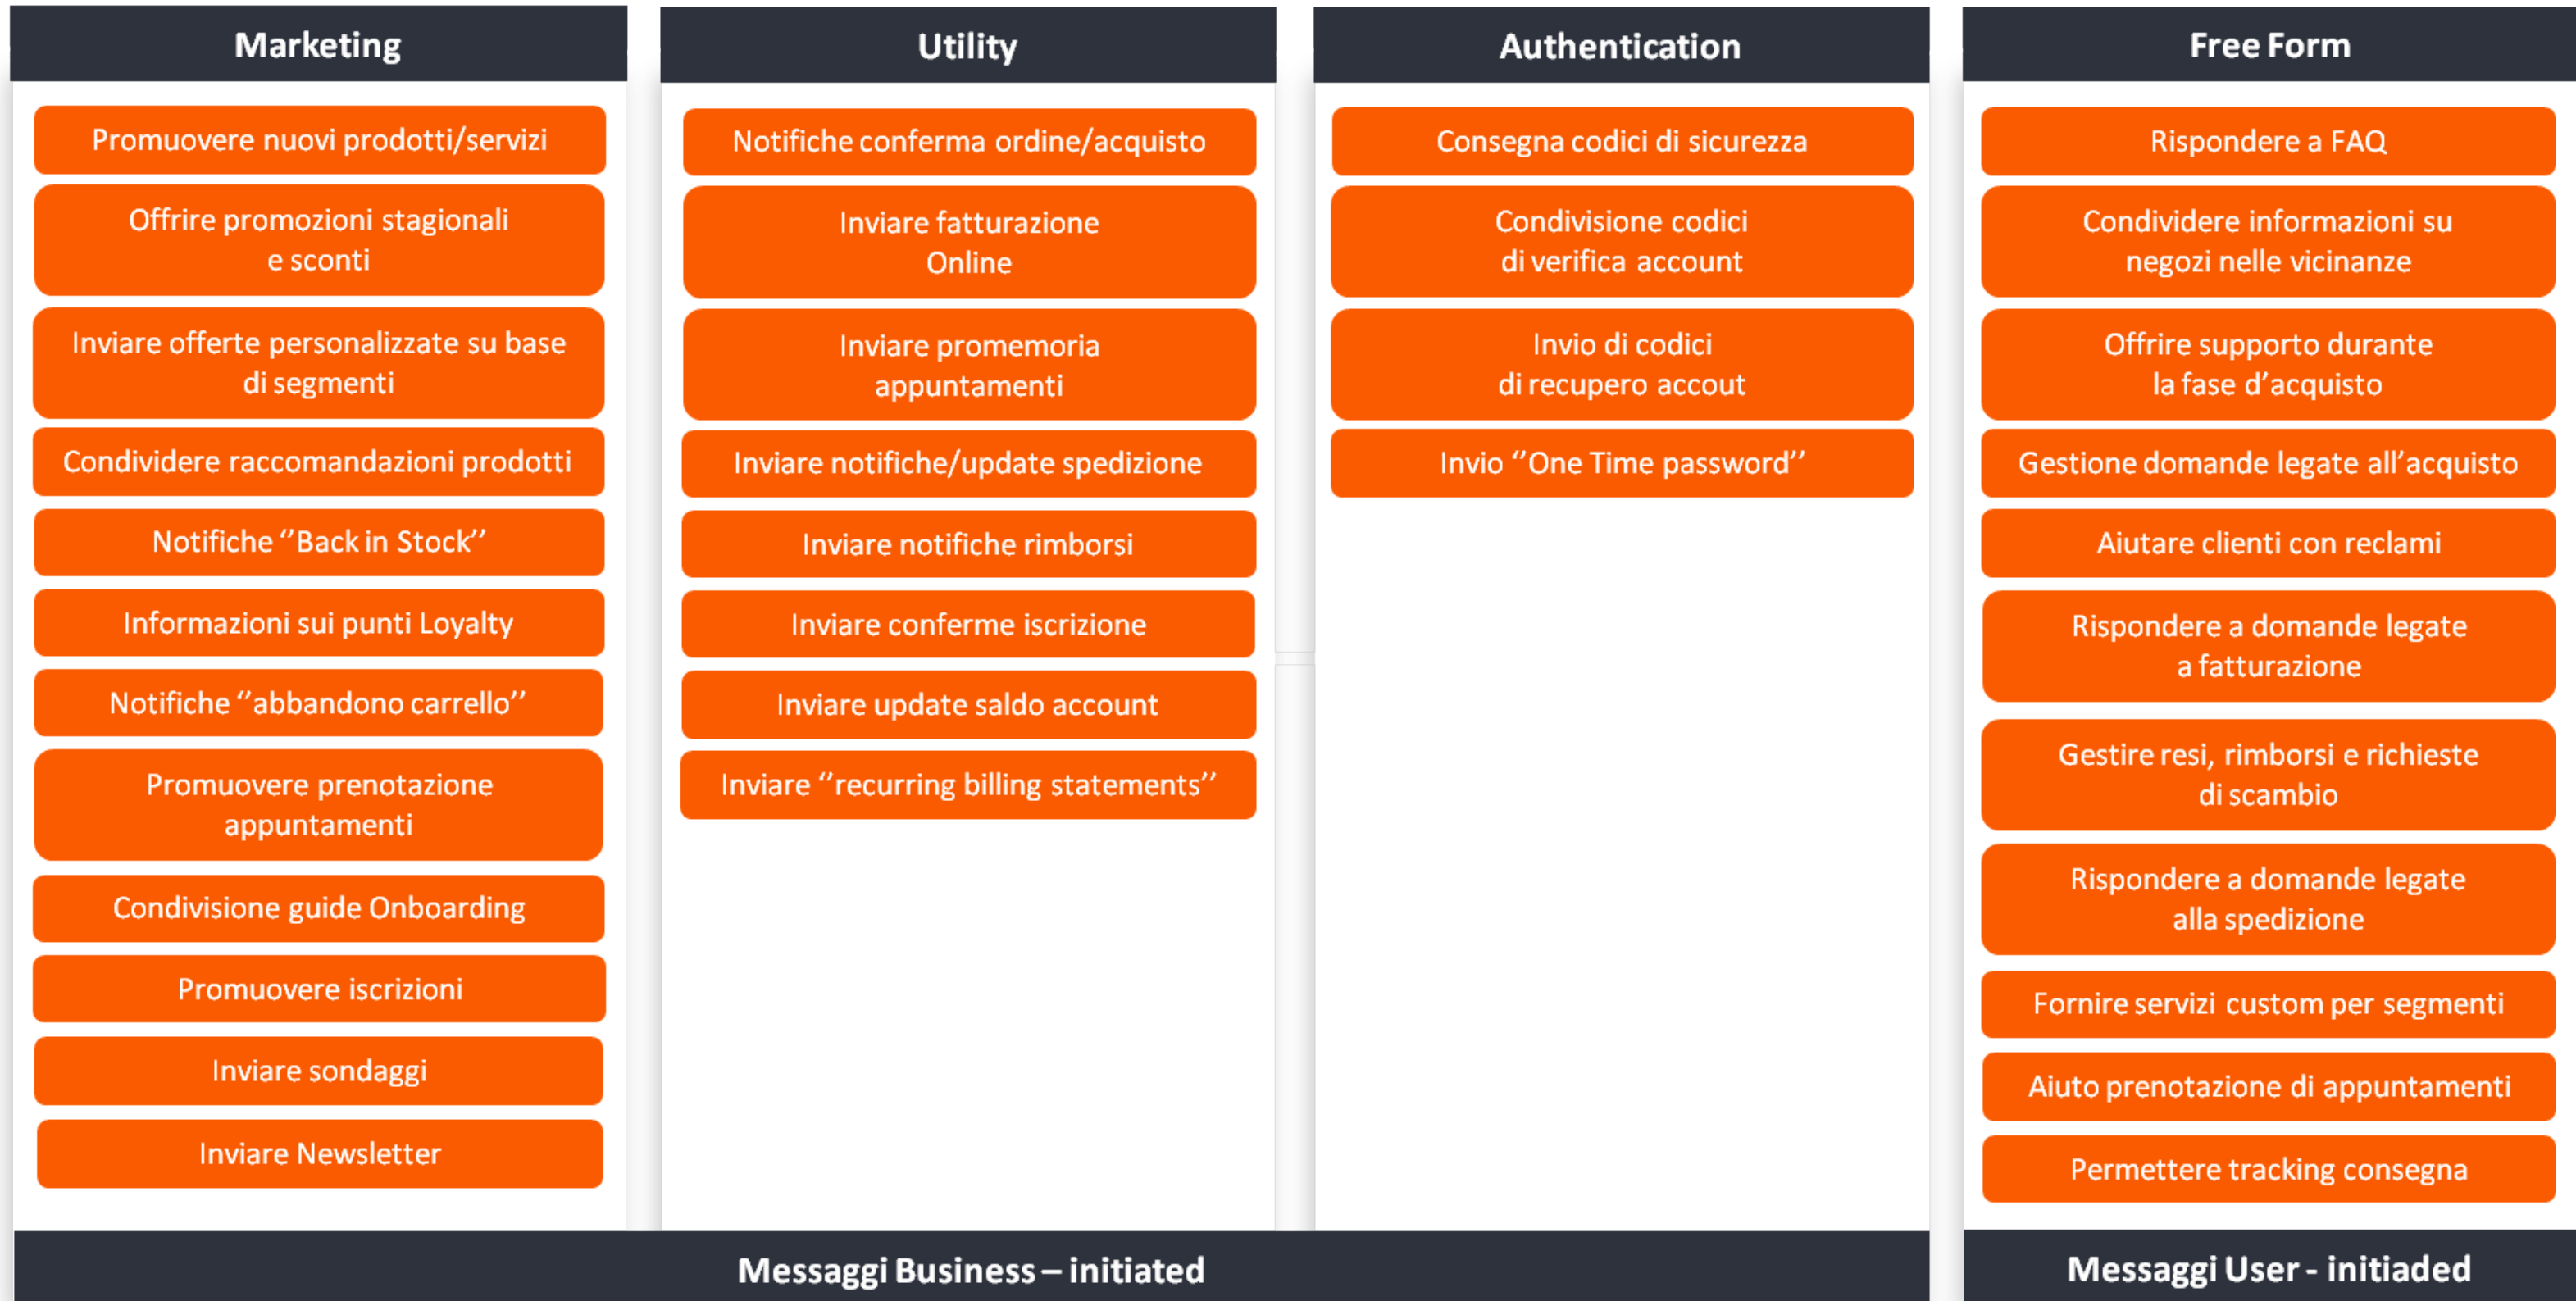 Marketing
Promuovere nuovi prodotti/servizi
Offrire promozioni stagionali
e sconti
Inviare offerte personalizzate su base
di segmenti
Condividere raccomandazioni prodotti
Notifiche ‘’Back in Stock’’
Informazioni sui punti Loyalty
Notifiche ‘’abbandono carrello’’
Promuovere prenotazione
appuntamenti
Condivisione guide Onboarding
Promuovere iscrizioni
Inviare sondaggi
Inviare Newsletter
Utility
Notifiche conferma ordine/acquisto
Inviare fatturazione
Online
Inviare promemoria
appuntamenti
Inviare notifiche/update spedizione
Inviare notifiche rimborsi
Inviare conferme iscrizione
Inviare update saldo account
Inviare ‘’recurring billing statements’’
Authentication
Consegna codici di sicurezza
Condivisione codici
di verifica account
Invio di codici
di recupero accout
Invio ‘’One Time password’’
Messaggi Business – initiated
Free Form
Rispondere a FAQ
Condividere informazioni su
negozi nelle vicinanze
Offrire supporto durante
la fase d’acquisto
Gestione domande legate all’acquisto
Aiutare clienti con reclami
Rispondere a domande legate
a fatturazione
Gestire resi, rimborsi e richieste
di scambio
Rispondere a domande legate
alla spedizione
Fornire servizi custom per segmenti
Aiuto prenotazione di appuntamenti
Permettere tracking consegna
Messaggi User - initiaded